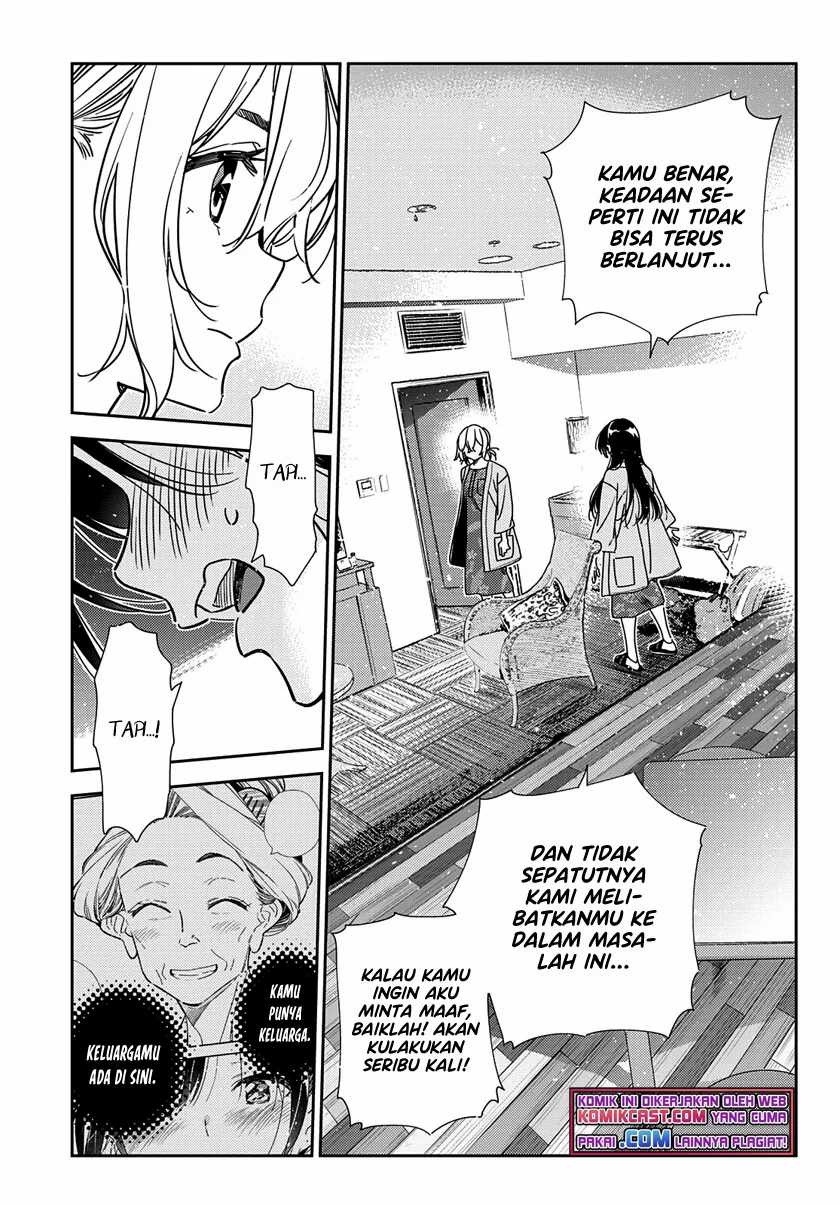 KAMU BENAR,
KEADAAN SE-
PERTI INI TIDAK
BISA TERUS
BERLANJUT...
DAN TIDAK
SEPATUTNYA
KAMI MELI-
BATKANMU KE
DALAM MASA-
LAH INI...
KALAU KAMU
INGIN AKU
MINTA MAAF,
BAIKLAH! AKAN
KULAKUKAN
SERIBU KALI!
TAPI...
TAPI...!
KAMU
PUNYA
KELUARGA.
KELUARGAMU
ADA DI SINI.
KOMIK INI DIKERJAKAN OLEH WEB
KOMIKCAST.COM YANG CUMA
PAKAI .COM LAINNYA PLAGIAT!